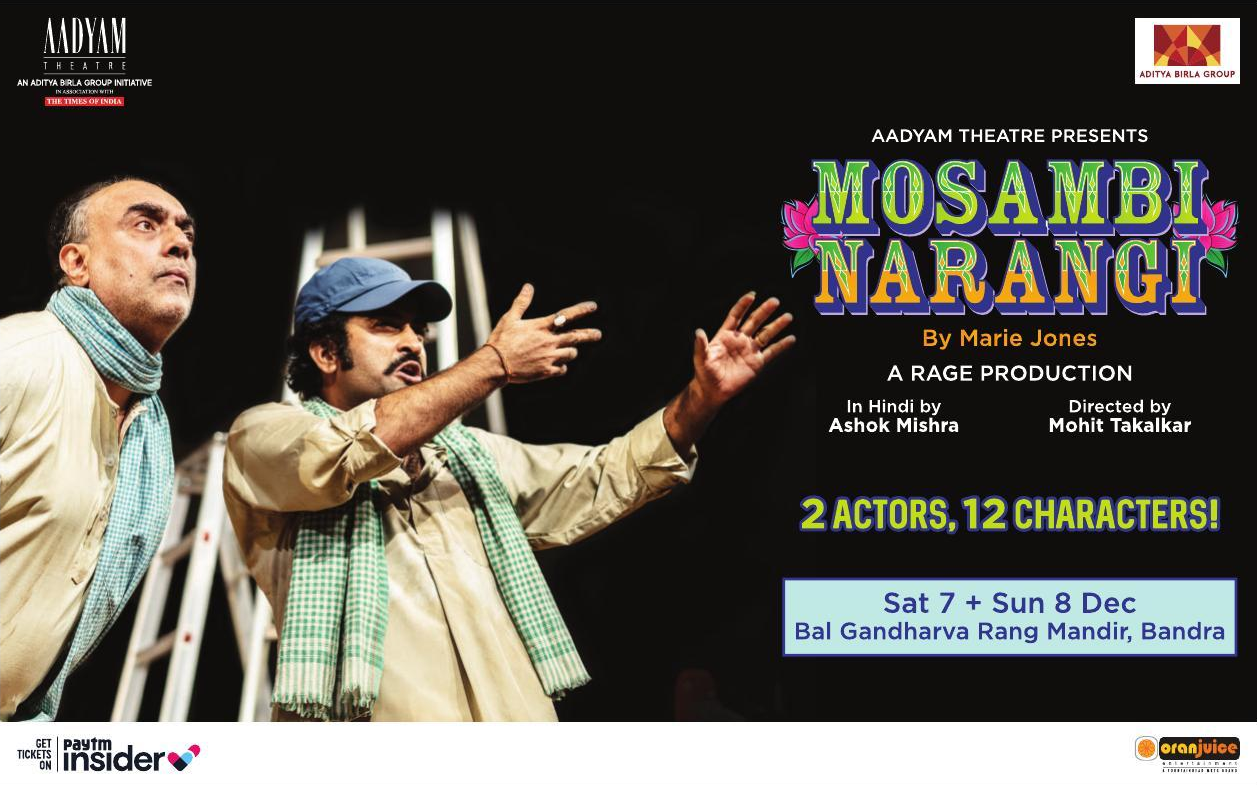 AADYAM
THEATRE
AN ADITYA BIRLA GROUP INITIATIVE
IN ASSOCIATION WITH
THE TIMES OF INDIA
ADITYA BIRLA GROUP
AADYAM THEATRE PRESENTS
MOSAMBI
NARANGI
By Marie Jones
A RAGE PRODUCTION
In Hindi by
Ashok Mishra
Directed by
Mohit Takalkar
2 ACTORS, 12 CHARACTERS!
Sat 7 + Sun 8 Dec
Bal Gandharva Rang Mandir, Bandra
GET
TICKETS
ON
paytm
insider
oranjuice
entertainment